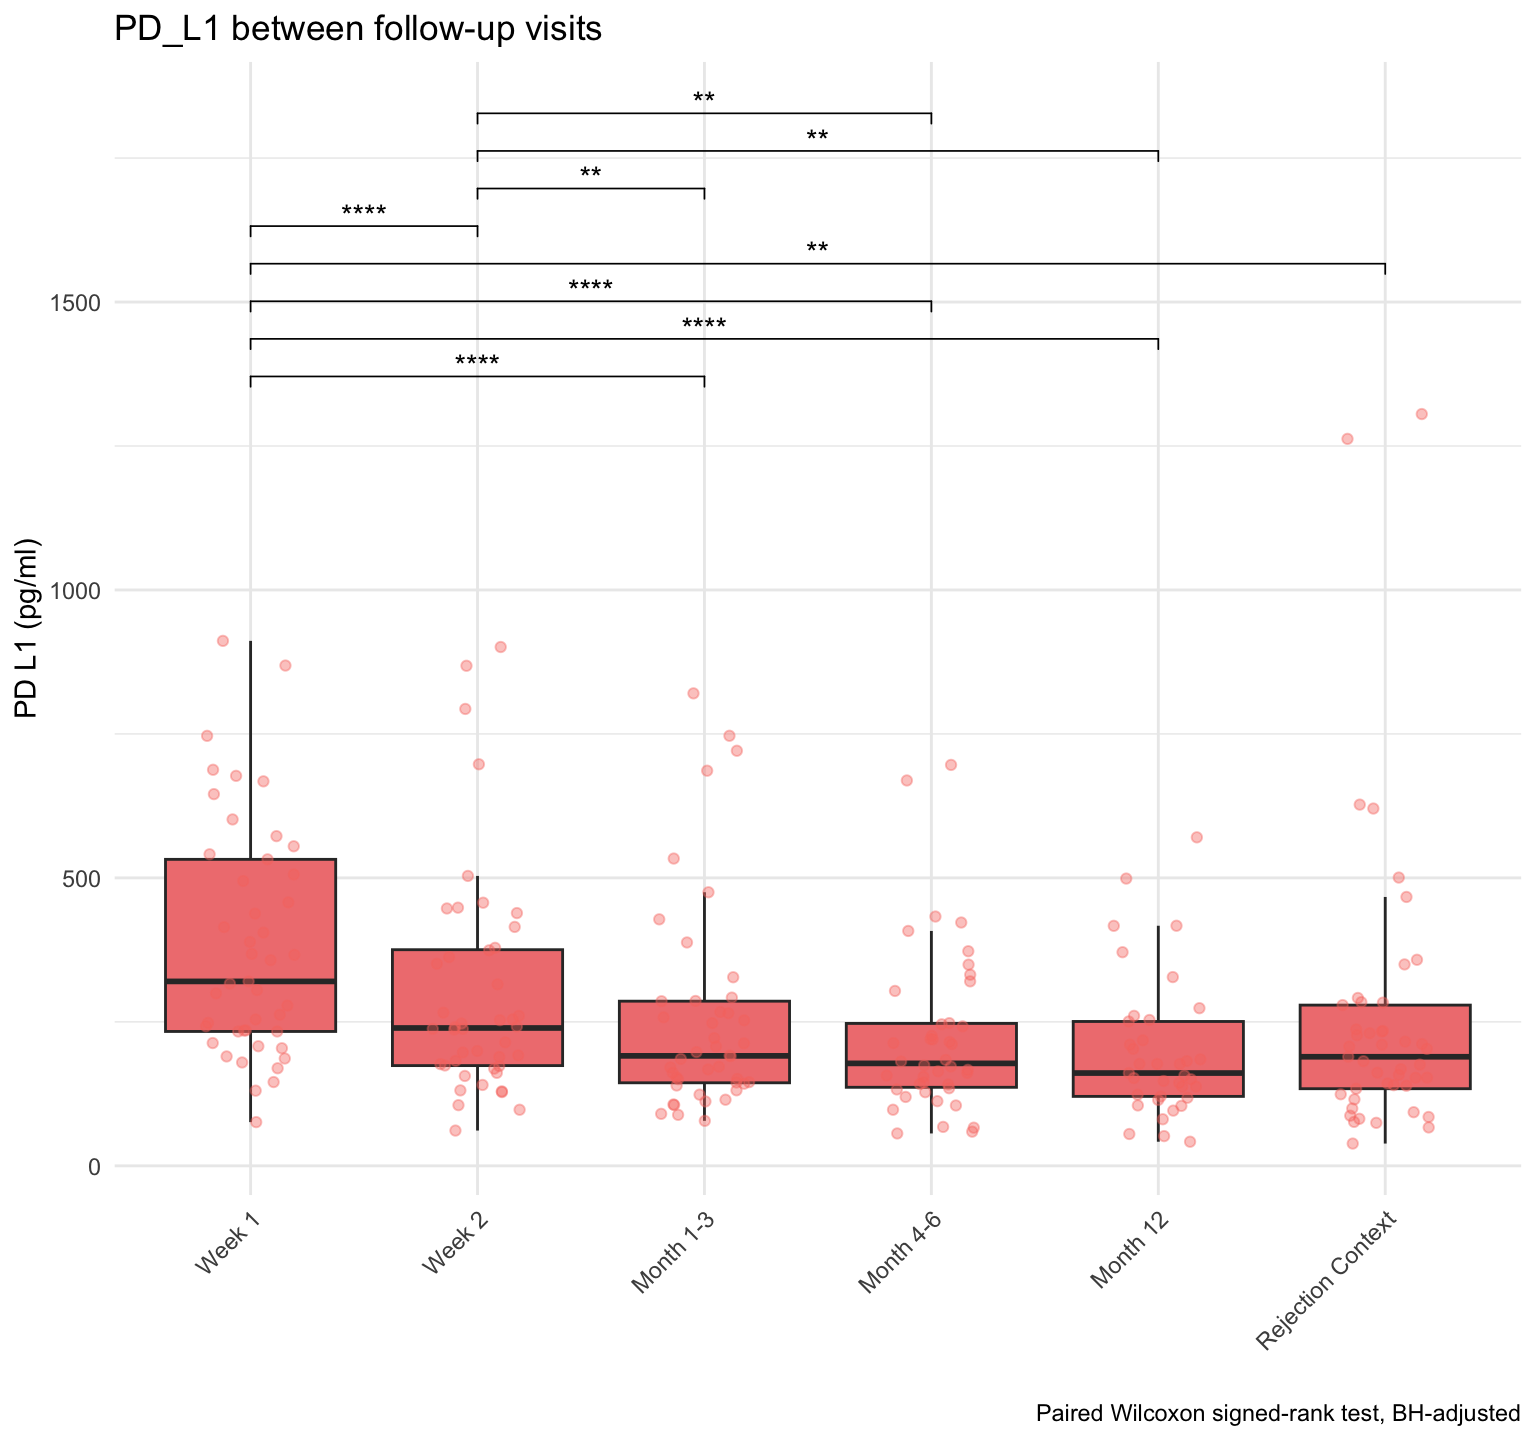 PD_L1 between follow-up visits
**
**
**
****
**
****
****
****
1500
1000
500
0
PD L1 (pg/ml)
Week 1
Week 2
Month 1-3
Month 4-6
Month 12
Rejection Context
Paired Wilcoxon signed-rank test, BH-adjusted